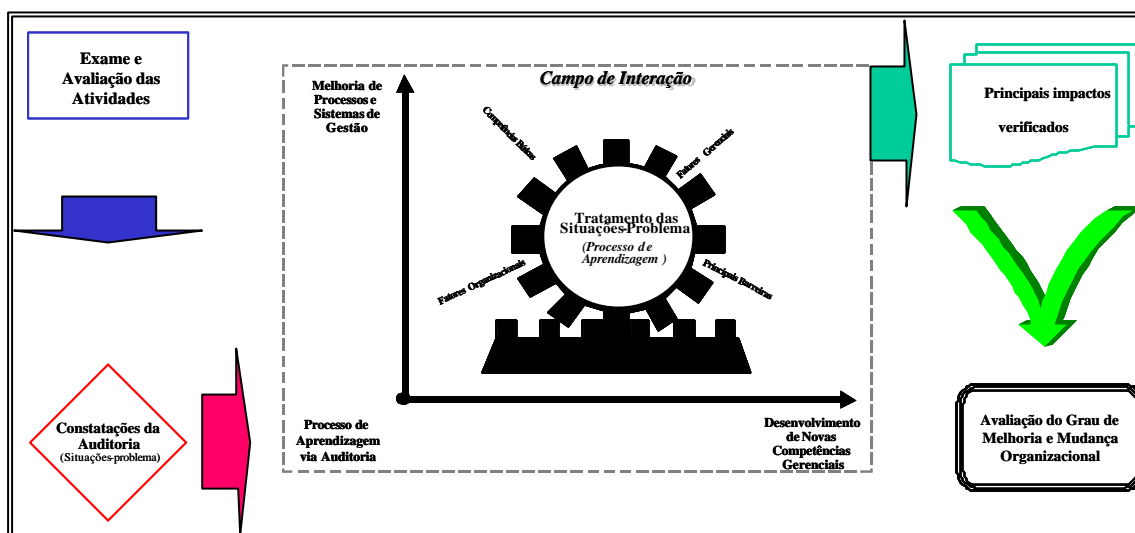 Exame e
Avaliação das
Atividades
Constatações da
Auditoria
(Situações-problema)
Melhoria de
Processos e
Sistemas de
Gestão
Campo de Interação
Competências Básicas
Fatores Gerenciais
Tratamento das
Situações-Problema
(Processo de
Aprendizagem )
Fatores Organizacionais
Principais Barreiras
Processo de
Aprendizagem
via Auditoria
Desenvolvimento
de Novas
Competências
Gerenciais
Principais impactos
verificados
Avaliação do Grau de
Melhoria e Mudança
Organizacional